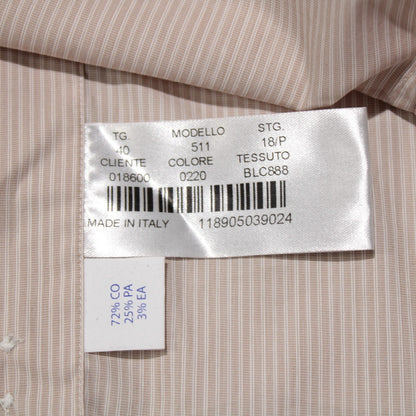 TG. MODELLO STG.
40 511 18/P
CLIENTE COLORE TESSUTO
018600 0220 BLC888
MADE IN ITALY 118905039024
72% CO
25% PA
3% EA